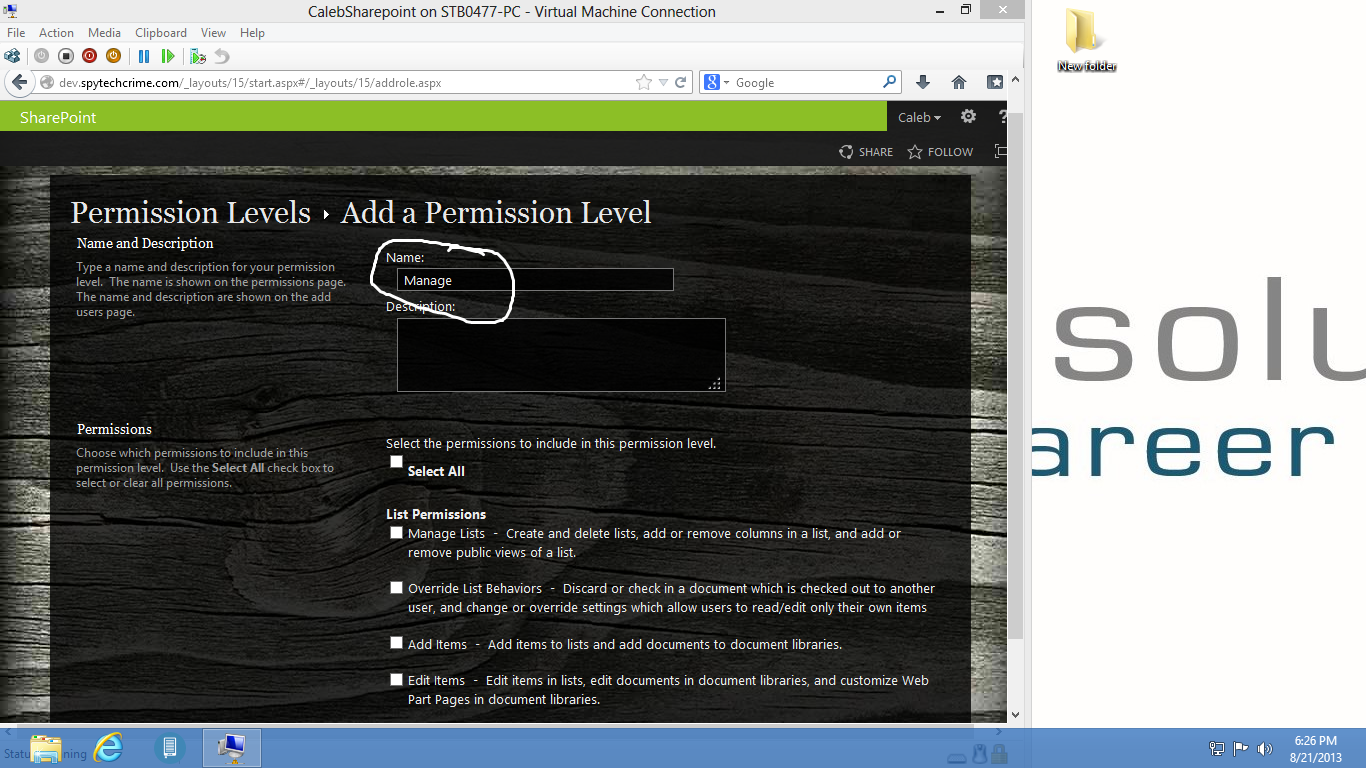 CalebSharepoint on STB0477-PC - Virtual Machine Connection
File Action Media Clipboard View Help
dev.spytechcrime.com/_layouts/15/start.aspx#/_layouts/15/addrole.aspx
Google
SharePoint
Caleb
?
SHARE
FOLLOW
Permission Levels
Add a Permission Level
Name and Description
Type a name and description for your permission
level. The name is shown on the permissions page.
The name and description are shown on the add
users page.
Name:
Manage
Description:
Permissions
Choose which permissions to include in this
permission level. Use the Select All check box to
select or clear all permissions.
Select the permissions to include in this permission level.
Select All
List Permissions
Manage Lists - Create and delete lists, add or remove columns in a list, and add or
remove public views of a list.
Override List Behaviors - Discard or check in a document which is checked out to another
user, and change or override settings which allow users to read/edit only their own items
Add Items - Add items to lists and add documents to document libraries.
Edit Items - Edit items in lists, edit documents in document libraries, and customize Web
Part Pages in document libraries.
New folder
solu
areer
6:26 PM
8/21/2013